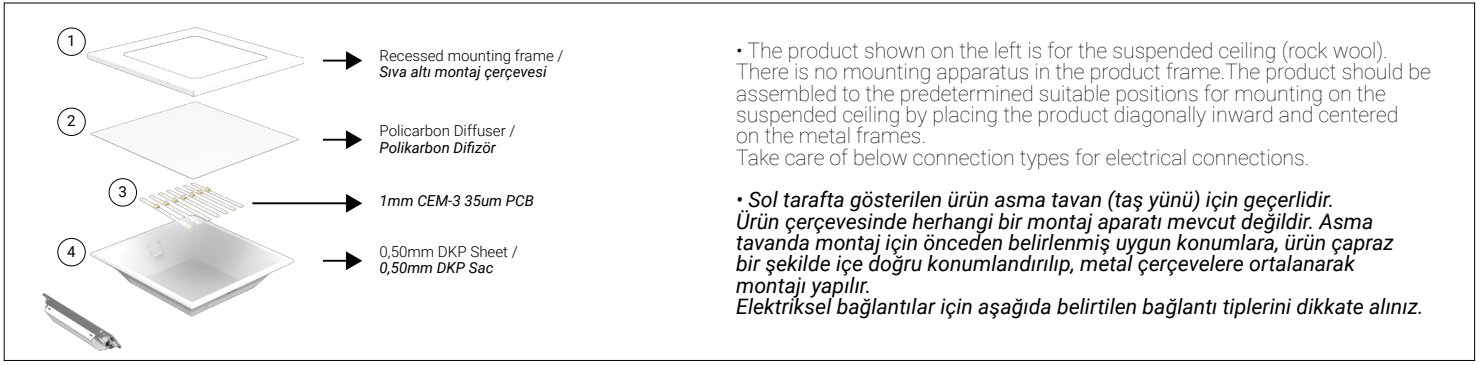 1
Recessed mounting frame /
Sıva altı montaj çerçevesi
2
Policarbon Diffuser /
Polikarbon Difizör
3
1mm CEM-3 35um PCB
4
0,50mm DKP Sheet /
0,50mm DKP Sac
• The product shown on the left is for the suspended ceiling (rock wool).
There is no mounting apparatus in the product frame.The product should be
assembled to the predetermined suitable positions for mounting on the
suspended ceiling by placing the product diagonally inward and centered
on the metal frames.
Take care of below connection types for electrical connections.
• Sol tarafta gösterilen ürün asma tavan (taş yünü) için geçerlidir.
Ürün çerçevesinde herhangi bir montaj aparatı mevcut değildir. Asma
tavanda montaj için önceden belirlenmiş uygun konumlara, ürün çapraz
bir şekilde içe doğru konumlandırılıp, metal çerçevelere ortalanarak
montajı yapılır.
Elektriksel bağlantılar için aşağıda belirtilen bağlantı tiplerini dikkate alınız.